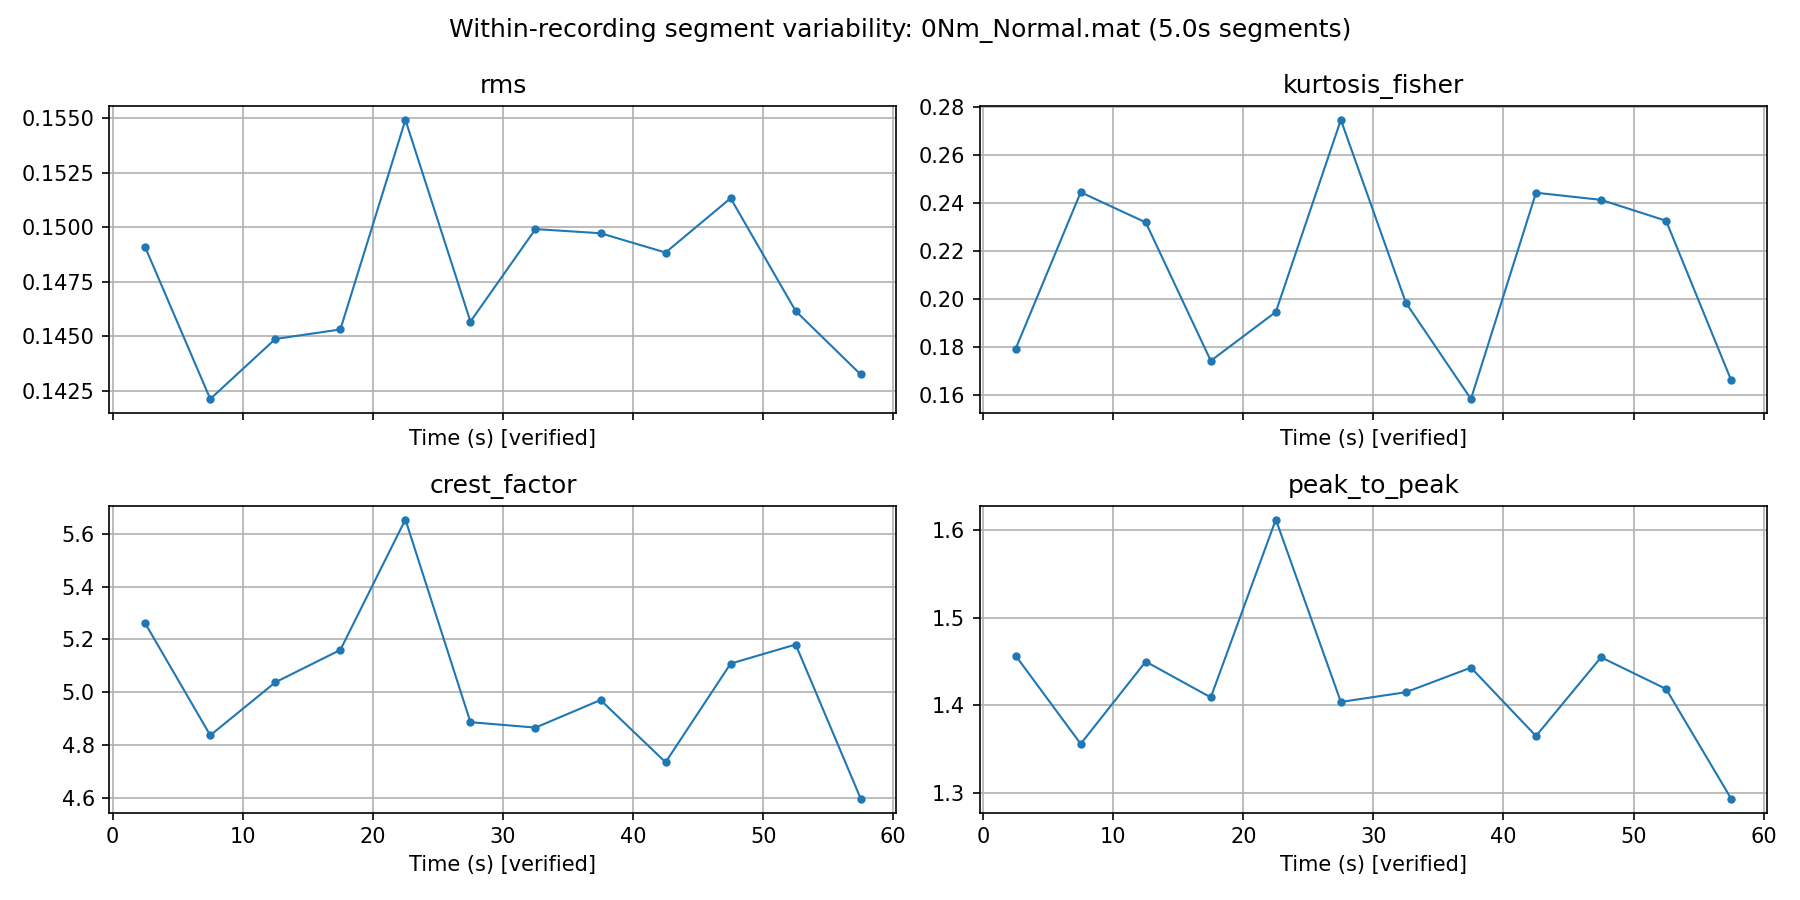 Within-recording segment variability: 0Nm_Normal.mat (5.0s segments)
rms
0.1550
0.1525
0.1500
0.1475
0.1450
0.1425
Time (s) [verified]
kurtosis_fisher
0.28
0.26
0.24
0.22
0.20
0.18
0.16
Time (s) [verified]
crest_factor
5.6
5.4
5.2
5.0
4.8
4.6
0 10 20 30 40 50 60
Time (s) [verified]
peak_to_peak
1.6
1.5
1.4
1.3
0 10 20 30 40 50 60
Time (s) [verified]